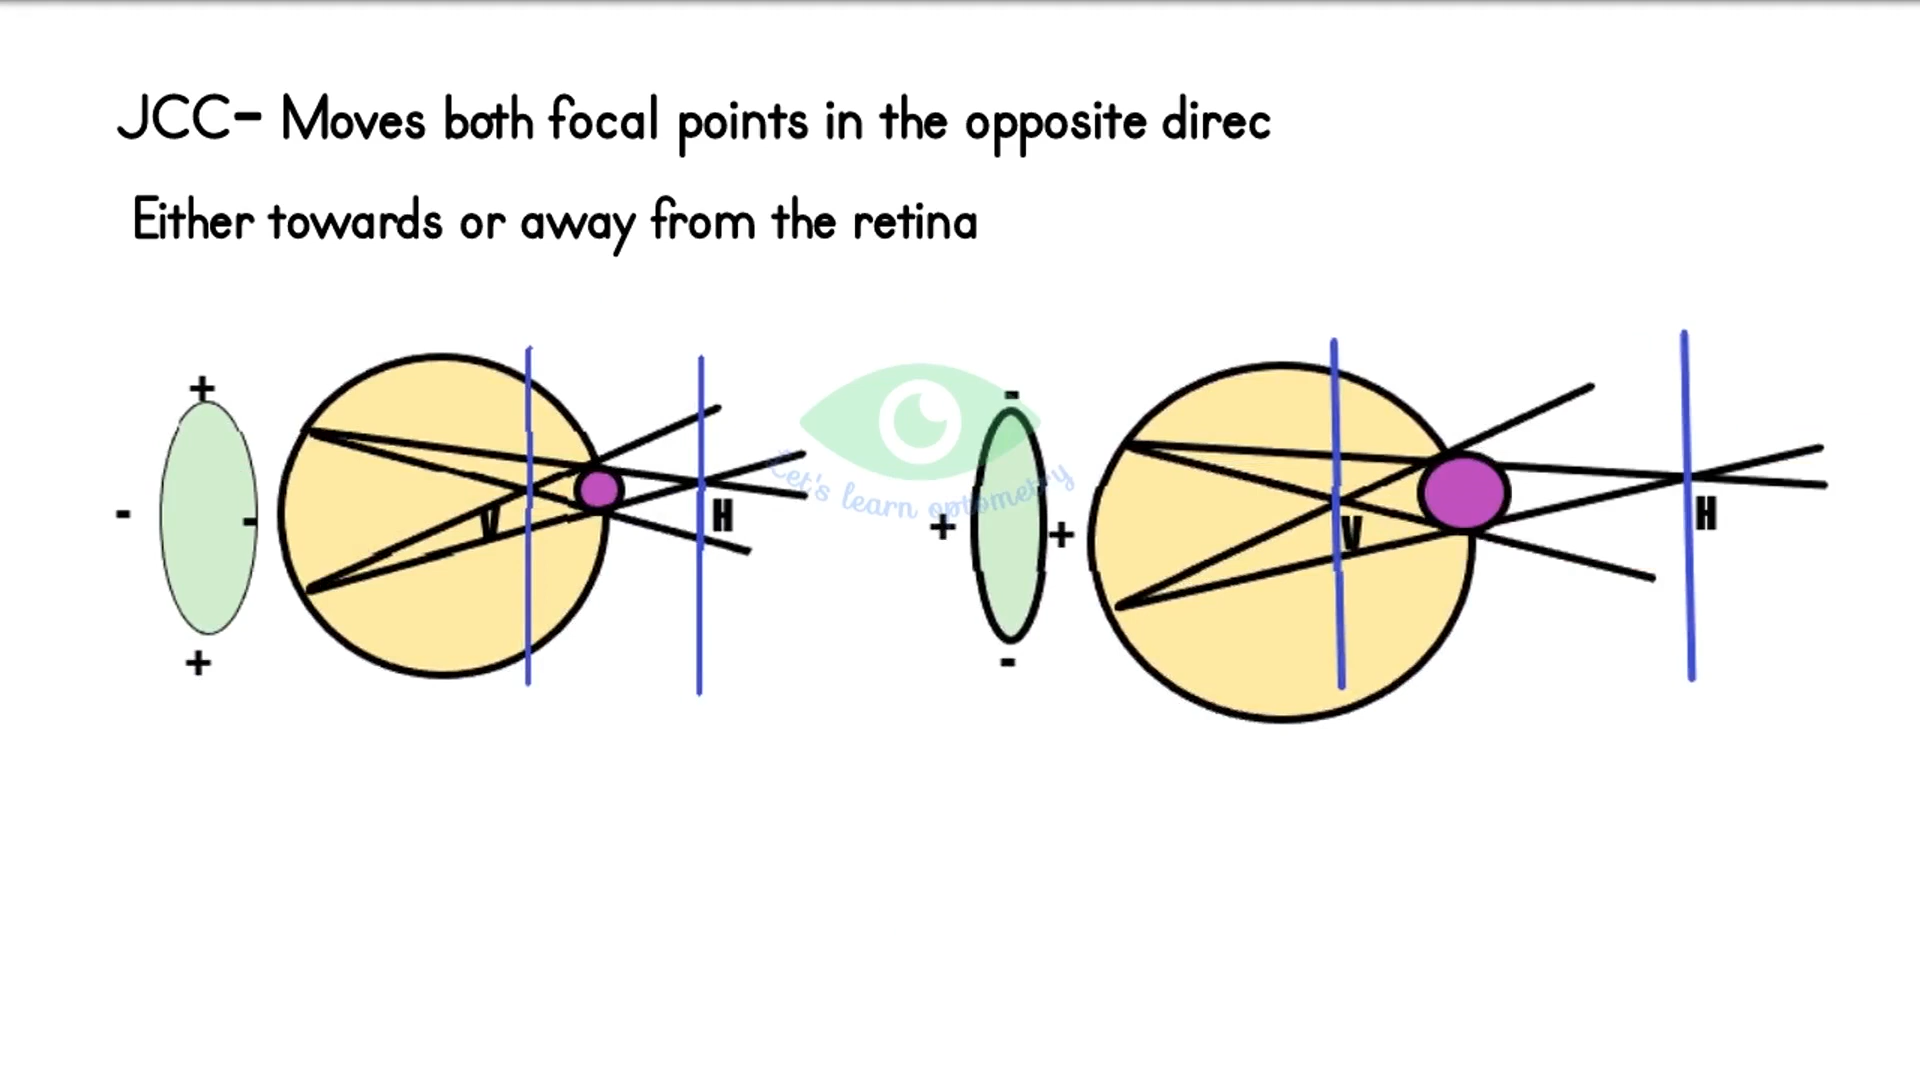 JCC- Moves both focal points in the opposite direc
Either towards or away from the retina
+
-
-
+
V
H
Let's learn optometry
-
+
+
-
V
H